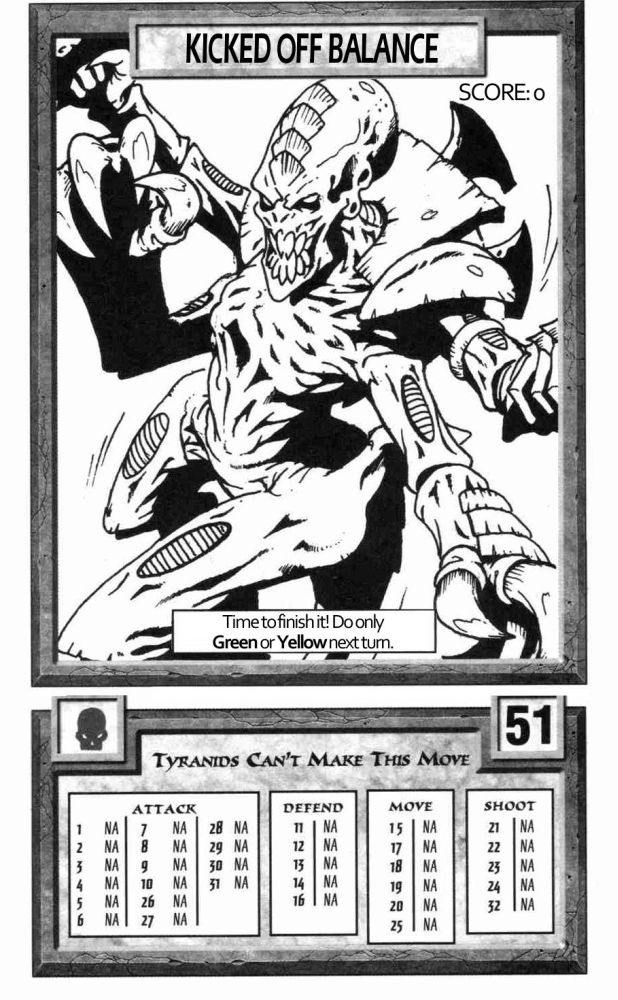 KICKED OFF BALANCE
SCORE: 0
Time to finish it! Do only
Green or Yellow next turn.
51
TYRANIDS CAN'T MAKE THIS MOVE
ATTACK
1 NA 7 NA 28 NA
2 NA 8 NA 29 NA
3 NA 9 NA 30 NA
4 NA 10 NA 31 NA
5 NA 26 NA
6 NA 27 NA
DEFEND
11 NA
12 NA
13 NA
14 NA
16 NA
MOVE
15 NA
17 NA
18 NA
19 NA
20 NA
25 NA
SHOOT
21 NA
22 NA
23 NA
24 NA
32 NA